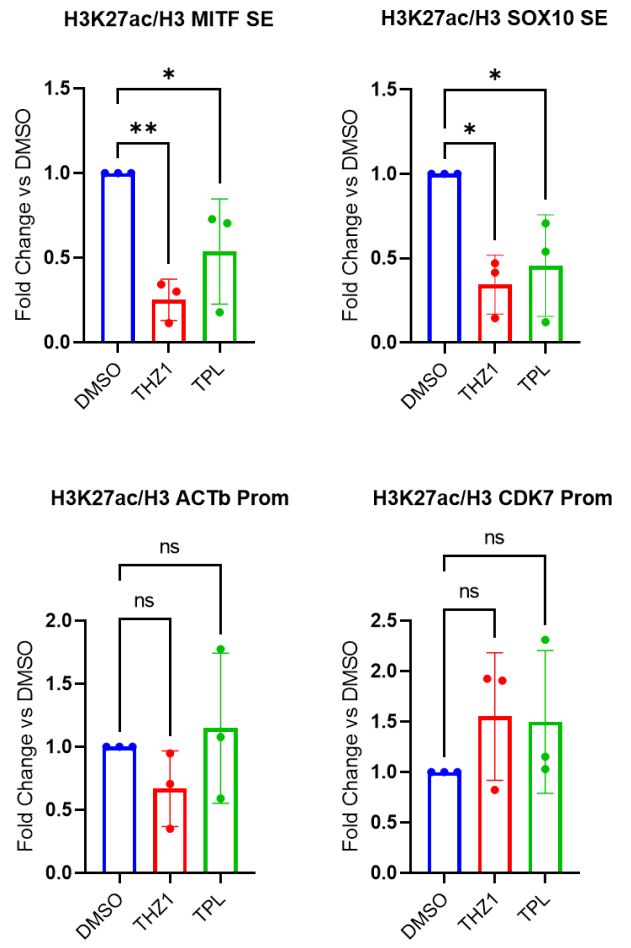 H3K27ac/H3 MITF SE
Fold Change vs DMSO
1.5
1.0
0.5
0.0
*
**
DMSO
THZ1
TPL
H3K27ac/H3 SOX10 SE
Fold Change vs DMSO
1.5
1.0
0.5
0.0
*
*
DMSO
THZ1
TPL
H3K27ac/H3 ACTb Prom
Fold Change vs DMSO
2.0
1.5
1.0
0.5
0.0
ns
ns
DMSO
THZ1
TPL
H3K27ac/H3 CDK7 Prom
Fold Change vs DMSO
2.5
2.0
1.5
1.0
0.5
0.0
ns
ns
DMSO
THZ1
TPL